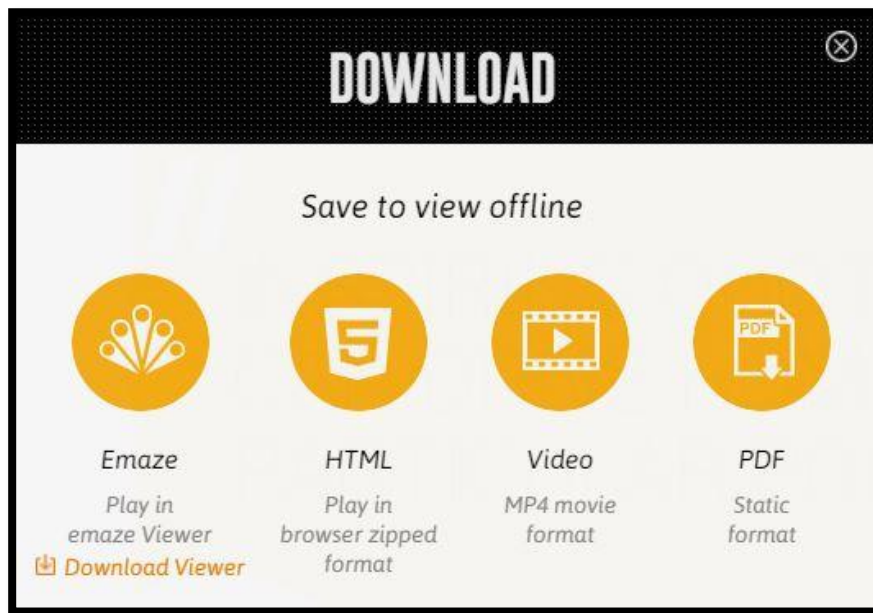 DOWNLOAD
Save to view offline
PDF
Emaze
Play in
emaze Viewer
Download Viewer
HTML
Play in
browser zipped
format
Video
MP4 movie
format
PDF
Static
format